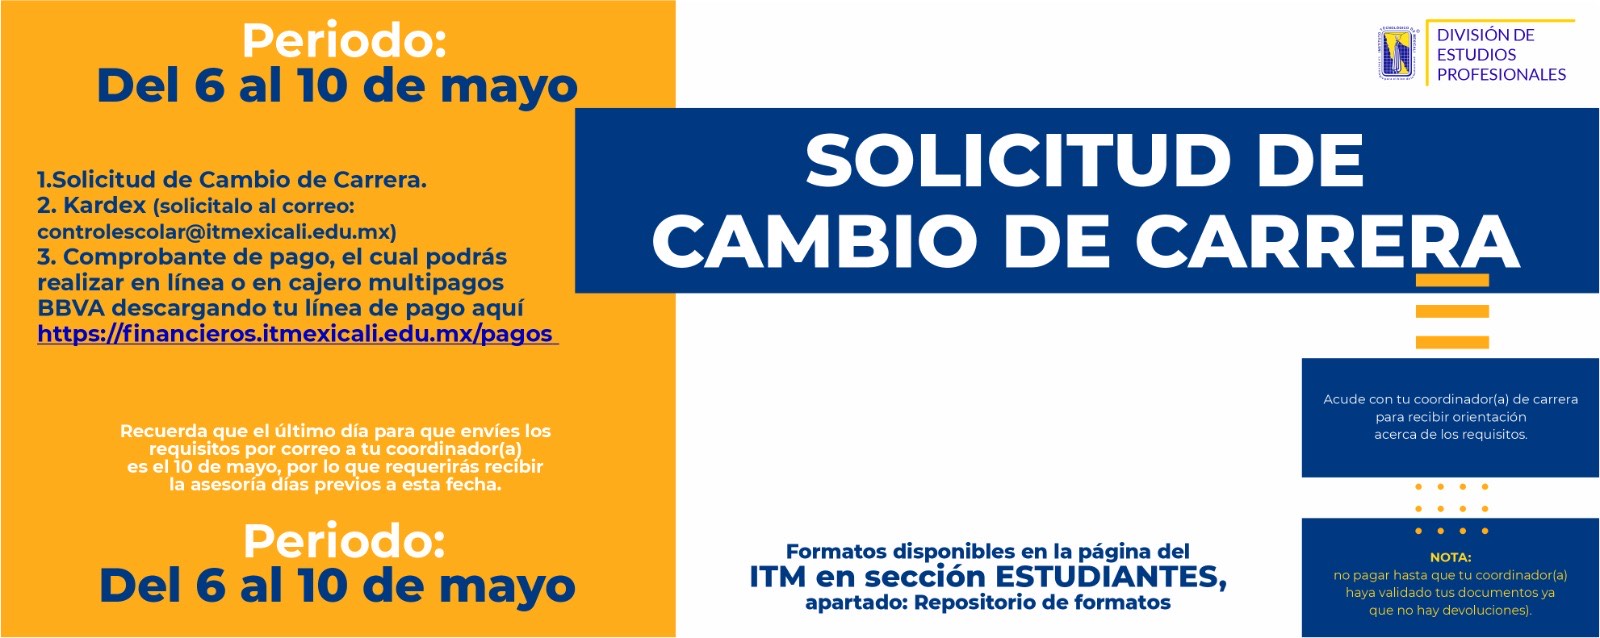 Periodo:
Del 6 al 10 de mayo
1.Solicitud de Cambio de Carrera.
2. Kardex (solicitalo al correo:
controlescolar@itmexicali.edu.mx)
3. Comprobante de pago, el cual podrás
realizar en línea o en cajero multipagos
BBVA descargando tu línea de pago aquí
https://financieros.itmexicali.edu.mx/pagos
Recuerda que el último día para que envíes los
requisitos por correo a tu coordinador(a)
es el 10 de mayo, por lo que requerirás recibir
la asesoría días previos a esta fecha.
Periodo:
Del 6 al 10 de mayo
DIVISIÓN DE
ESTUDIOS
PROFESIONALES
SOLICITUD DE
CAMBIO DE CARRERA
Acude con tu coordinador(a) de carrera
para recibir orientación
acerca de los requisitos.
Formatos disponibles en la página del
ITM en sección ESTUDIANTES,
apartado: Repositorio de formatos
NOTA:
no pagar hasta que tu coordinador(a)
haya validado tus documentos ya
que no hay devoluciones).